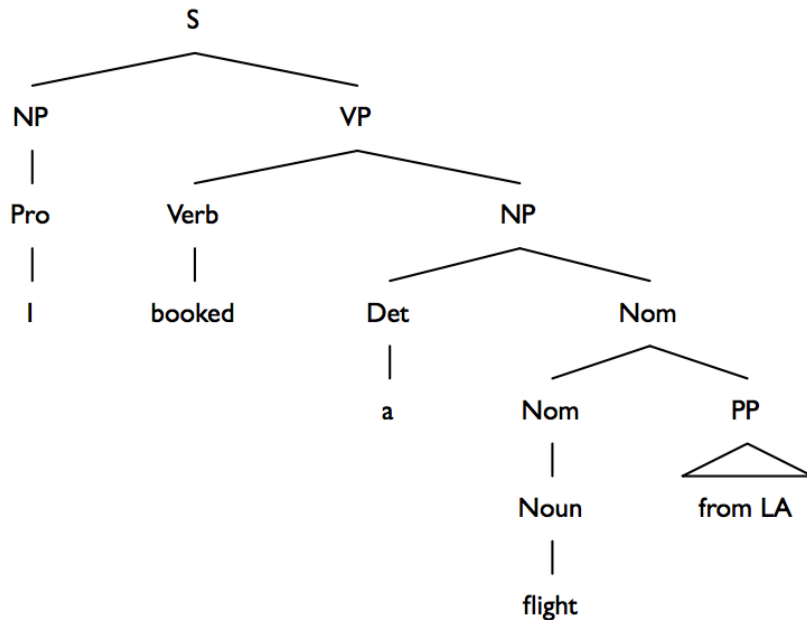 S
NP VP
Pro Verb NP
I booked Det Nom
a Nom PP
Noun from LA
flight